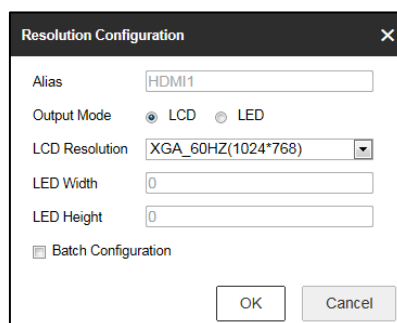 Resolution Configuration
Alias HDMI1
Output Mode LCD LED
LCD Resolution XGA_60HZ(1024*768)
LED Width 0
LED Height 0
Batch Configuration
OK Cancel